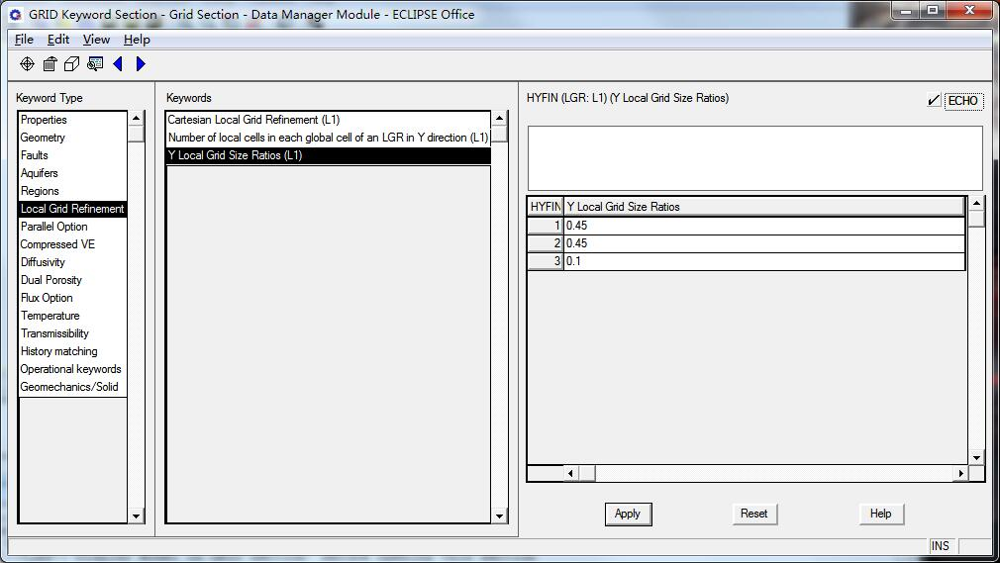 GRID Keyword Section - Grid Section - Data Manager Module - ECLIPSE Office
File Edit View Help
Keyword Type
Properties
Geometry
Faults
Aquifers
Regions
Local Grid Refinement
Parallel Option
Compressed VE
Diffusivity
Dual Porosity
Flux Option
Temperature
Transmissibility
History matching
Operational keywords
Geomechanics/Solid
Keywords
Cartesian Local Grid Refinement (L1)
Number of local cells in each global cell of an LGR in Y direction (L1)
Y Local Grid Size Ratios (L1)
HYFIN (LGR: L1) (Y Local Grid Size Ratios)
ECHO
HYFIN Y Local Grid Size Ratios
1 0.45
2 0.45
3 0.1
Apply Reset Help
INS